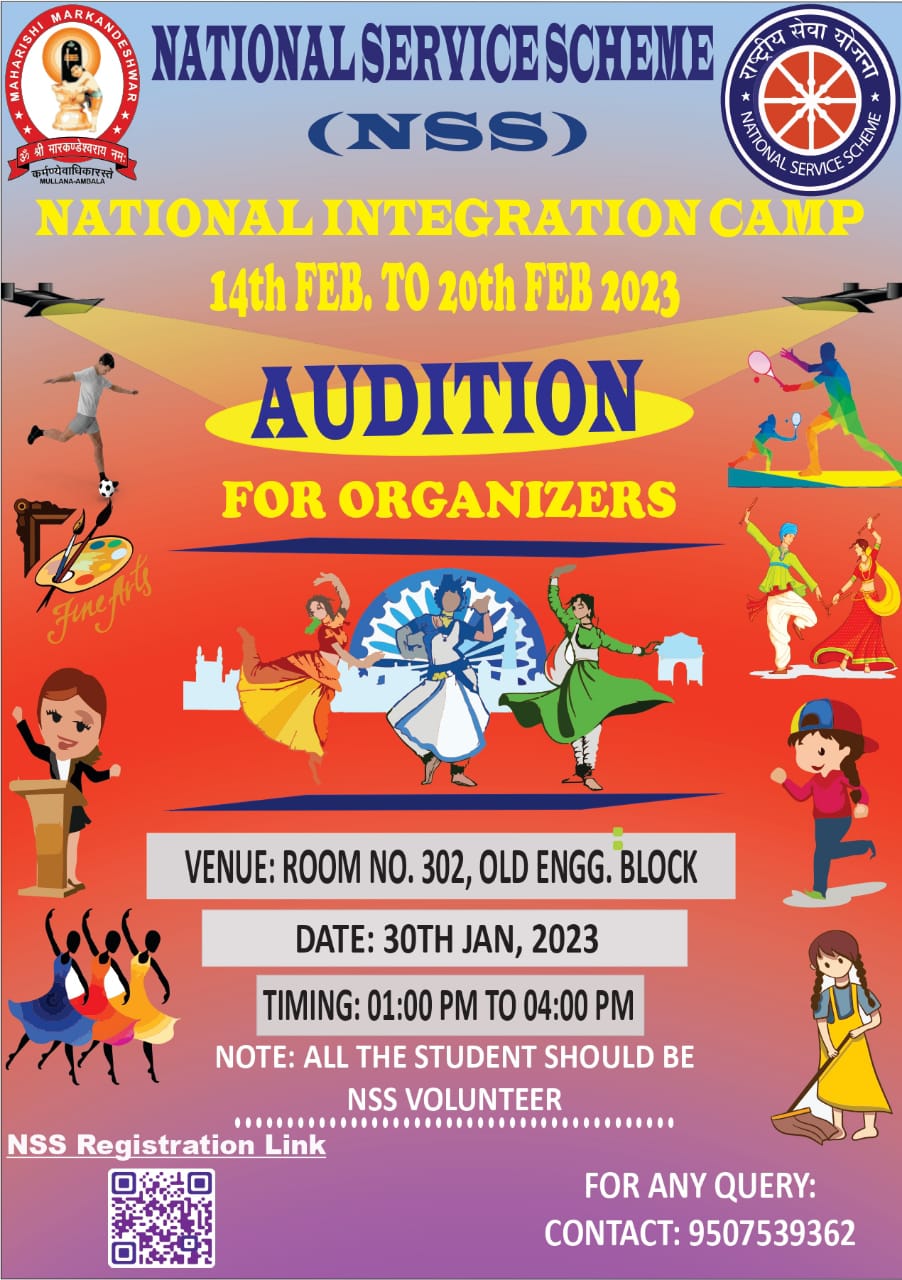 MAHARISHI MARKANDESHWAR
ॐ श्री मारकण्डेश्वराय नमः
कर्मण्येवाधिकारस्ते
MULLANA-AMBALA
NATIONAL SERVICE SCHEME
(NSS)
राष्ट्रीय सेवा योजना
NATIONAL SERVICE SCHEME
NATIONAL INTEGRATION CAMP
14th FEB. TO 20th FEB 2023
AUDITION
FOR ORGANIZERS
Fine Arts
VENUE: ROOM NO. 302, OLD ENGG. BLOCK
DATE: 30TH JAN, 2023
TIMING: 01:00 PM TO 04:00 PM
NOTE: ALL THE STUDENT SHOULD BE
NSS VOLUNTEER
NSS Registration Link
FOR ANY QUERY:
CONTACT: 9507539362